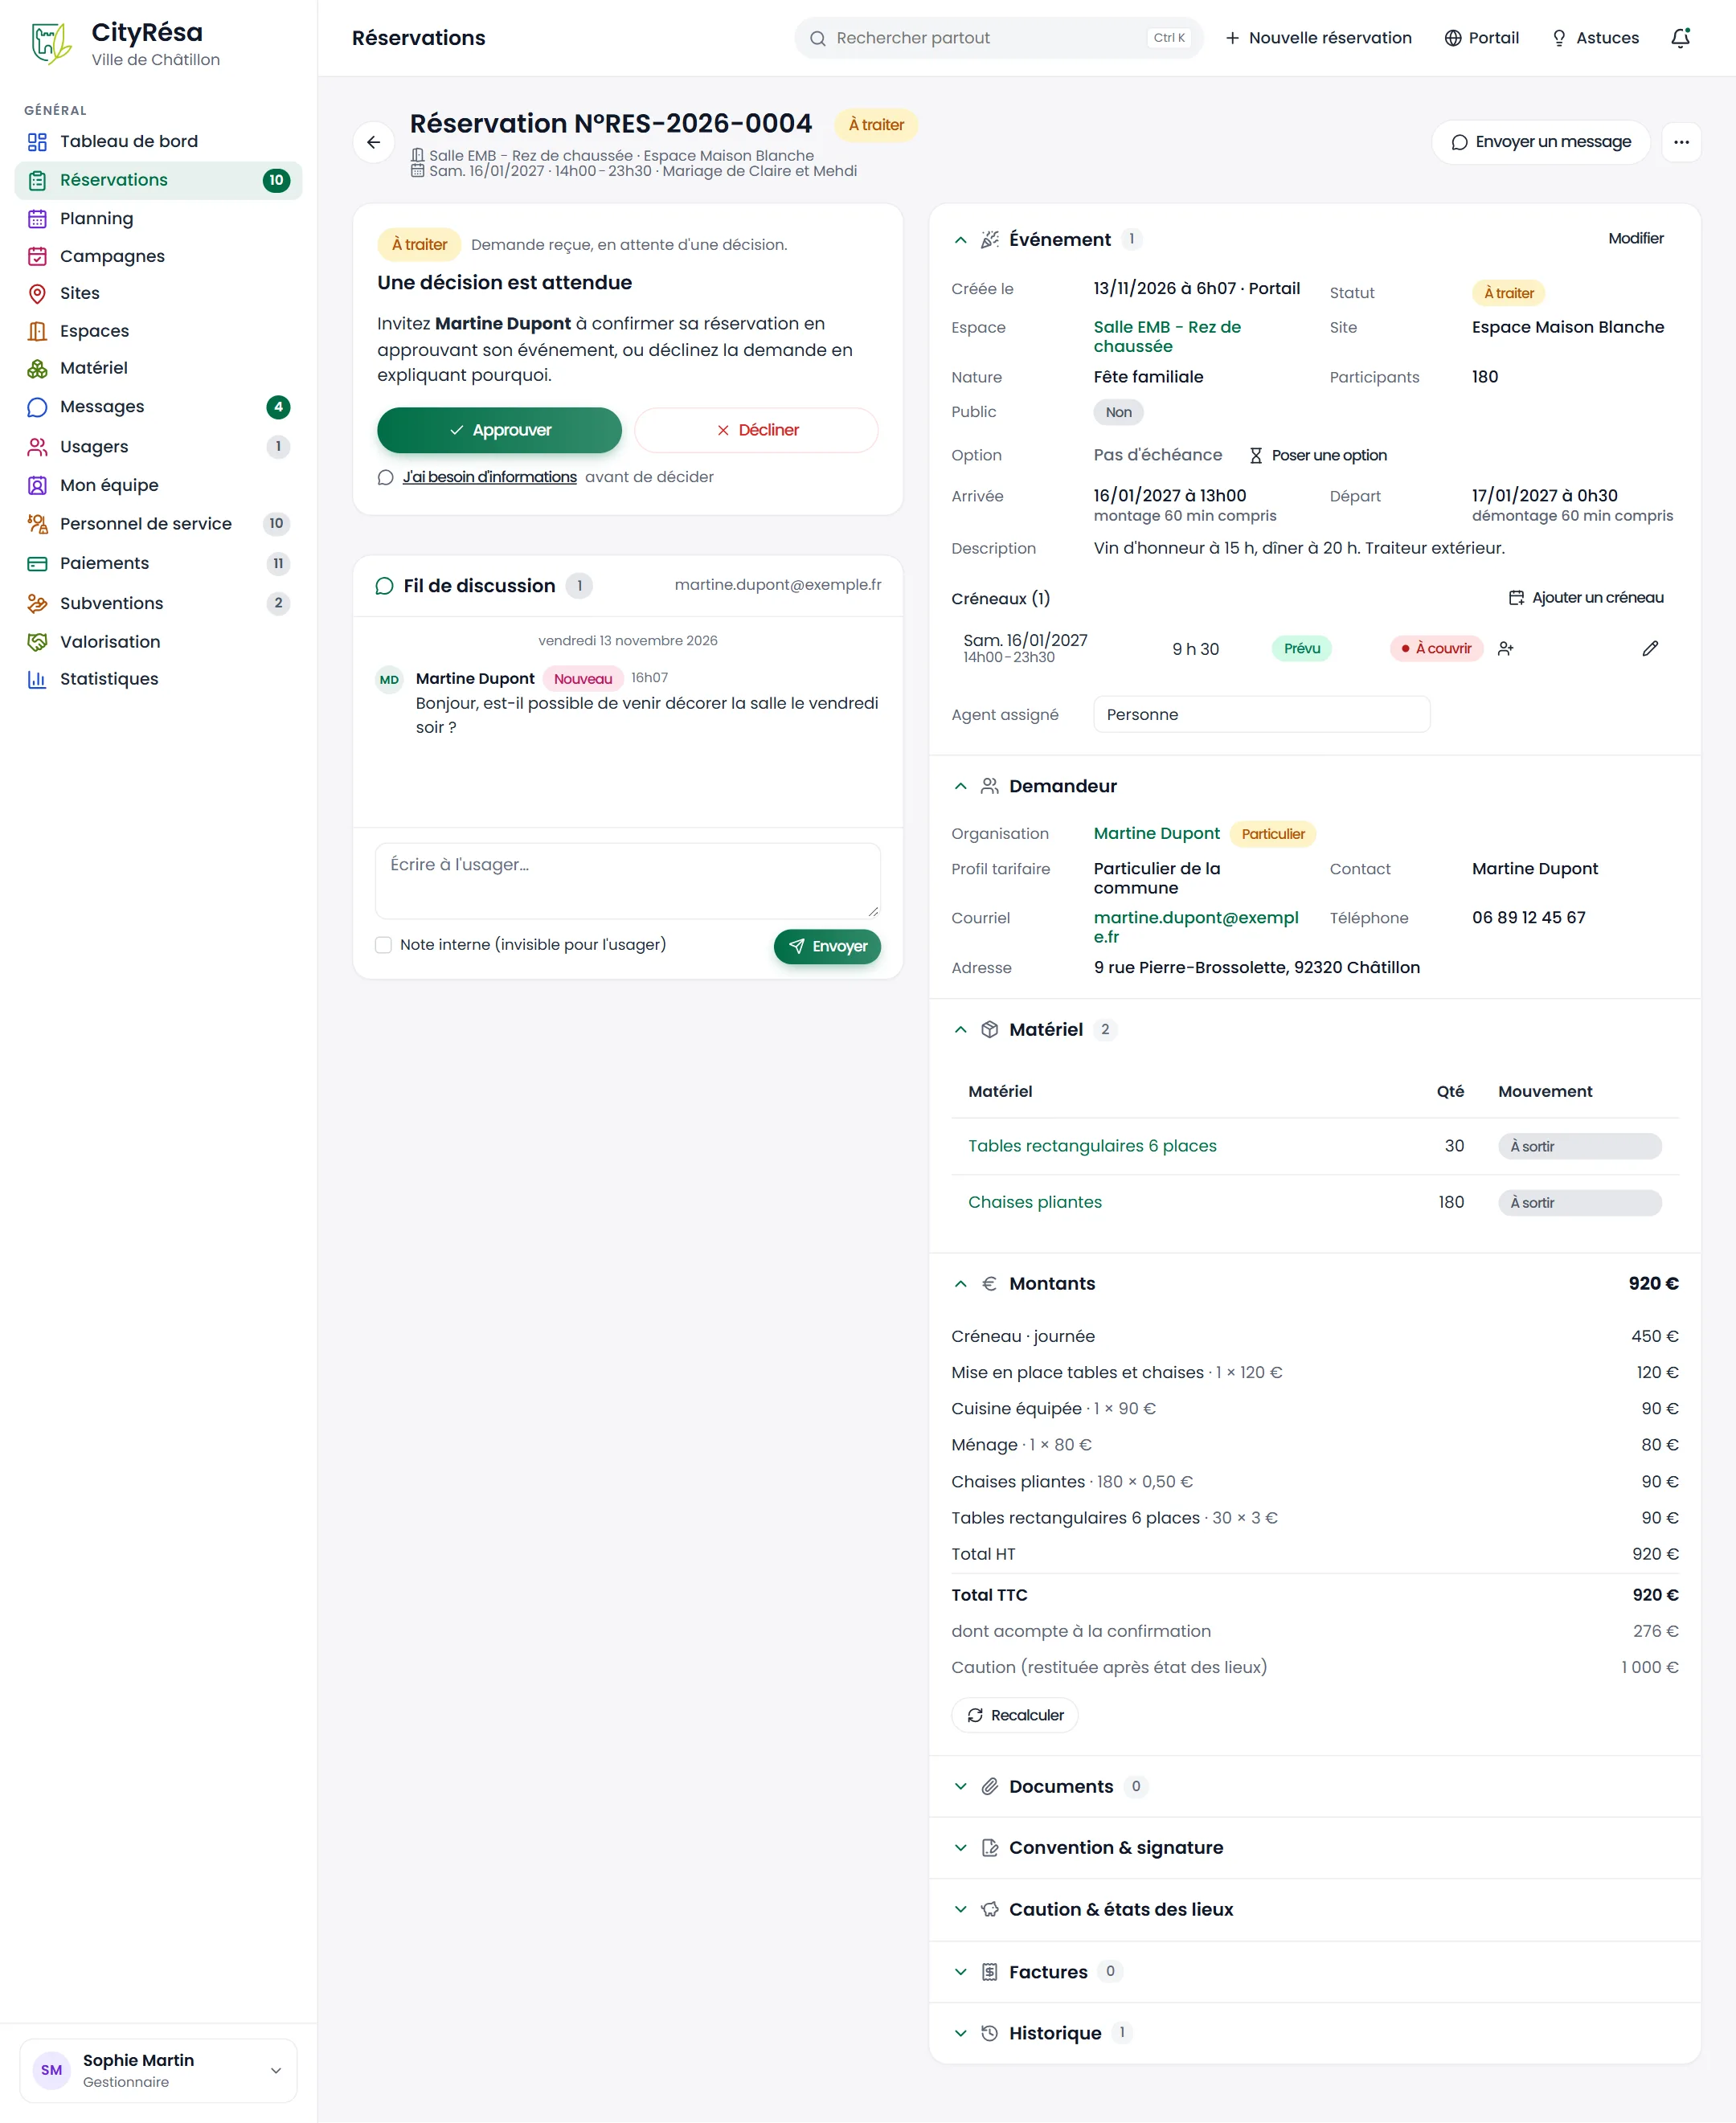 CityRésa
Ville de Châtillon
GÉNÉRAL
Tableau de bord
Réservations 10
Planning
Campagnes
Sites
Espaces
Matériel
Messages 4
Usagers 1
Mon équipe
Personnel de service 10
Paiements 11
Subventions 2
Valorisation
Statistiques
SM Sophie Martin
Gestionnaire
Réservations
Rechercher partout Ctrl K
Nouvelle réservation
Portail
Astuces
Réservation N°RES-2026-0004 À traiter
Salle EMB - Rez de chaussée · Espace Maison Blanche
Sam. 16/01/2027 · 14h00-23h30 · Mariage de Claire et Mehdi
Envoyer un message
À traiter Demande reçue, en attente d'une décision.
Une décision est attendue
Invitez Martine Dupont à confirmer sa réservation en
approuvant son événement, ou déclinez la demande en
expliquant pourquoi.
Approuver
Décliner
J'ai besoin d'informations avant de décider
Fil de discussion 1 martine.dupont@exemple.fr
vendredi 13 novembre 2026
MD Martine Dupont Nouveau 16h07
Bonjour, est-il possible de venir décorer la salle le vendredi
soir ?
Écrire à l'usager...
Note interne (invisible pour l'usager) Envoyer
Événement 1 Modifier
Créée le 13/11/2026 à 6h07 · Portail Statut À traiter
Espace Salle EMB - Rez de Site Espace Maison Blanche
chaussée
Nature Fête familiale Participants 180
Public Non
Option Pas d'échéance Poser une option
Arrivée 16/01/2027 à 13h00 Départ 17/01/2027 à 0h30
montage 60 min compris démontage 60 min compris
Description Vin d'honneur à 15 h, dîner à 20 h. Traiteur extérieur.
Créneaux (1) Ajouter un créneau
Sam. 16/01/2027 9 h 30 Prévu À couvrir
14h00-23h30
Agent assigné Personne
Demandeur
Organisation Martine Dupont Particulier
Profil tarifaire Particulier de la Contact Martine Dupont
commune
Courriel martine.dupont@exempl Téléphone 06 89 12 45 67
e.fr
Adresse 9 rue Pierre-Brossolette, 92320 Châtillon
Matériel 2
Matériel Qté Mouvement
Tables rectangulaires 6 places 30 À sortir
Chaises pliantes 180 À sortir
Montants 920 €
Créneau · journée 450 €
Mise en place tables et chaises · 1 × 120 € 120 €
Cuisine équipée · 1 × 90 € 90 €
Ménage · 1 × 80 € 80 €
Chaises pliantes · 180 × 0,50 € 90 €
Tables rectangulaires 6 places · 30 × 3 € 90 €
Total HT 920 €
Total TTC 920 €
dont acompte à la confirmation 276 €
Caution (restituée après état des lieux) 1 000 €
Recalculer
Documents 0
Convention & signature
Caution & états des lieux
Factures 0
Historique 1